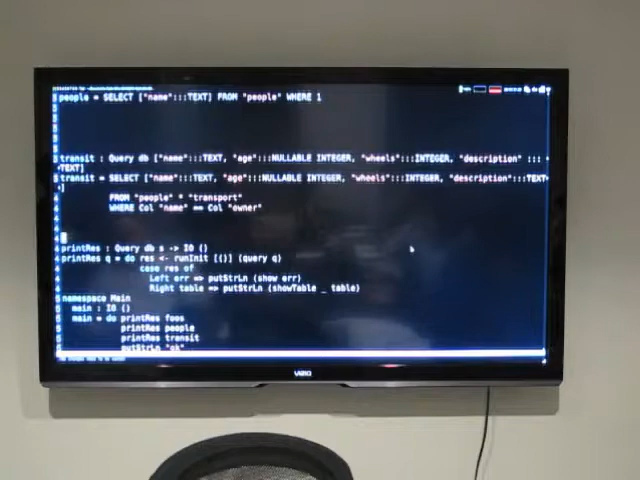 people = SELECT ["name":::TEXT] FROM "people" WHERE 1
transit : Query db ["name":::TEXT, "age":::NULLABLE INTEGER, "wheels":::INTEGER, "description" :::
TEXT]
transit = SELECT ["name":::TEXT, "age":::NULLABLE INTEGER, "wheels":::INTEGER, "description":::TEXT
]
FROM "people" * "transport"
WHERE Col "name" == Col "owner"
printRes : Query db s -> IO ()
printRes q = do res <- runInit [()] (query q)
case res of
Left err => putStrLn (show err)
Right table => putStrLn (showTable _ table)
namespace Main
main : IO ()
main = do printRes foos
printRes people
printRes transit
putStrLn "ok"
VIZIO